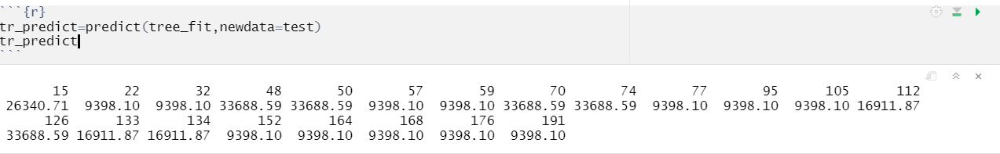 ```{r}
tr_predict=predict(tree_fit,newdata=test)
tr_predict
```
15 22 32 48 50 57 59 70 74 77 95 105 112
26340.71 9398.10 9398.10 33688.59 33688.59 9398.10 9398.10 33688.59 33688.59 9398.10 9398.10 9398.10 16911.87
126 133 134 152 164 168 176 191
33688.59 16911.87 16911.87 9398.10 9398.10 9398.10 9398.10 9398.10